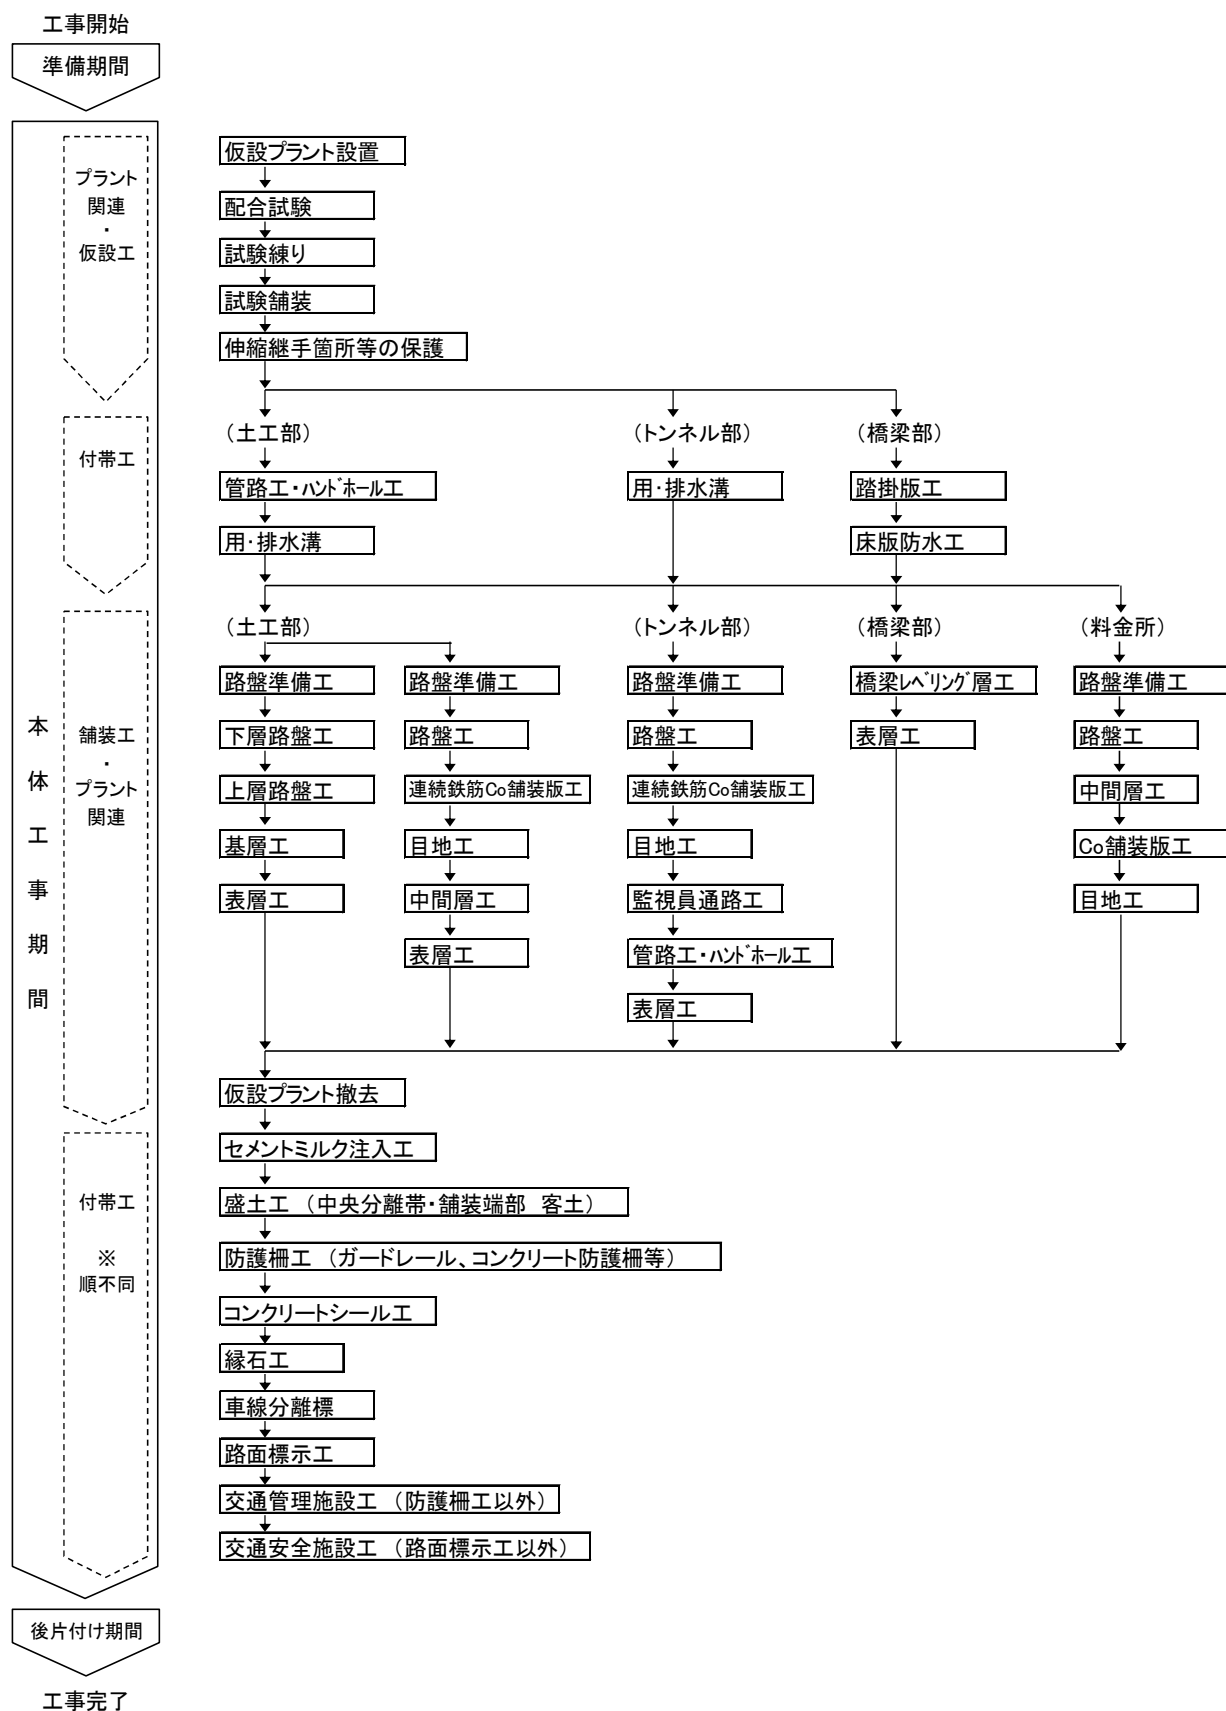 工事開始
準備期間
本体工事期間
プラント
関連
・
仮設工
仮設プラント設置
配合試験
試験練り
試験舗装
伸縮継手箇所等の保護
付帯工
（土工部）
（トンネル部）
（橋梁部）
管路工・ﾊﾝﾄﾞﾎｰﾙ工
用・排水溝
踏掛版工
用・排水溝
床版防水工
舗装工
・
プラント
関連
（土工部）
（トンネル部）
（橋梁部）
（料金所）
路盤準備工
路盤準備工
路盤準備工
橋梁ﾚﾍﾞﾘﾝｸﾞ層工
路盤準備工
下層路盤工
路盤工
路盤工
表層工
路盤工
上層路盤工
連続鉄筋Co舗装版工
連続鉄筋Co舗装版工
中間層工
基層工
目地工
目地工
Co舗装版工
表層工
中間層工
監視員通路工
目地工
表層工
管路工・ﾊﾝﾄﾞﾎｰﾙ工
表層工
仮設プラント撤去
付帯工
※
順不同
セメントミルク注入工
盛土工　（中央分離帯・舗装端部　客土）
防護柵工　（ガードレール、コンクリート防護柵等）
コンクリートシール工
縁石工
車線分離標
路面標示工
交通管理施設工　（防護柵工以外）
交通安全施設工　（路面標示工以外）
後片付け期間
工事完了